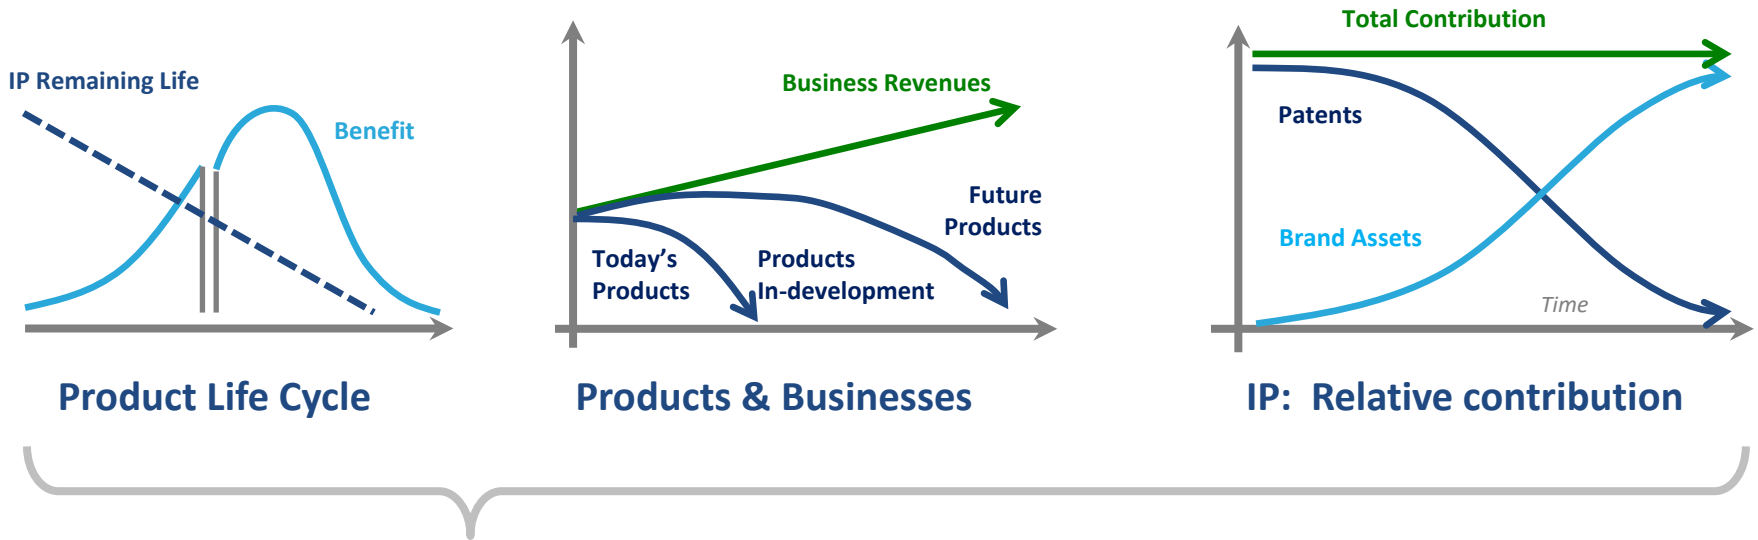 IP Remaining Life
Benefit
Product Life Cycle
Business Revenues
Future
Products
Today’s
Products
Products
In-development
Products & Businesses
Total Contribution
Patents
Brand Assets
Time
IP:  Relative contribution